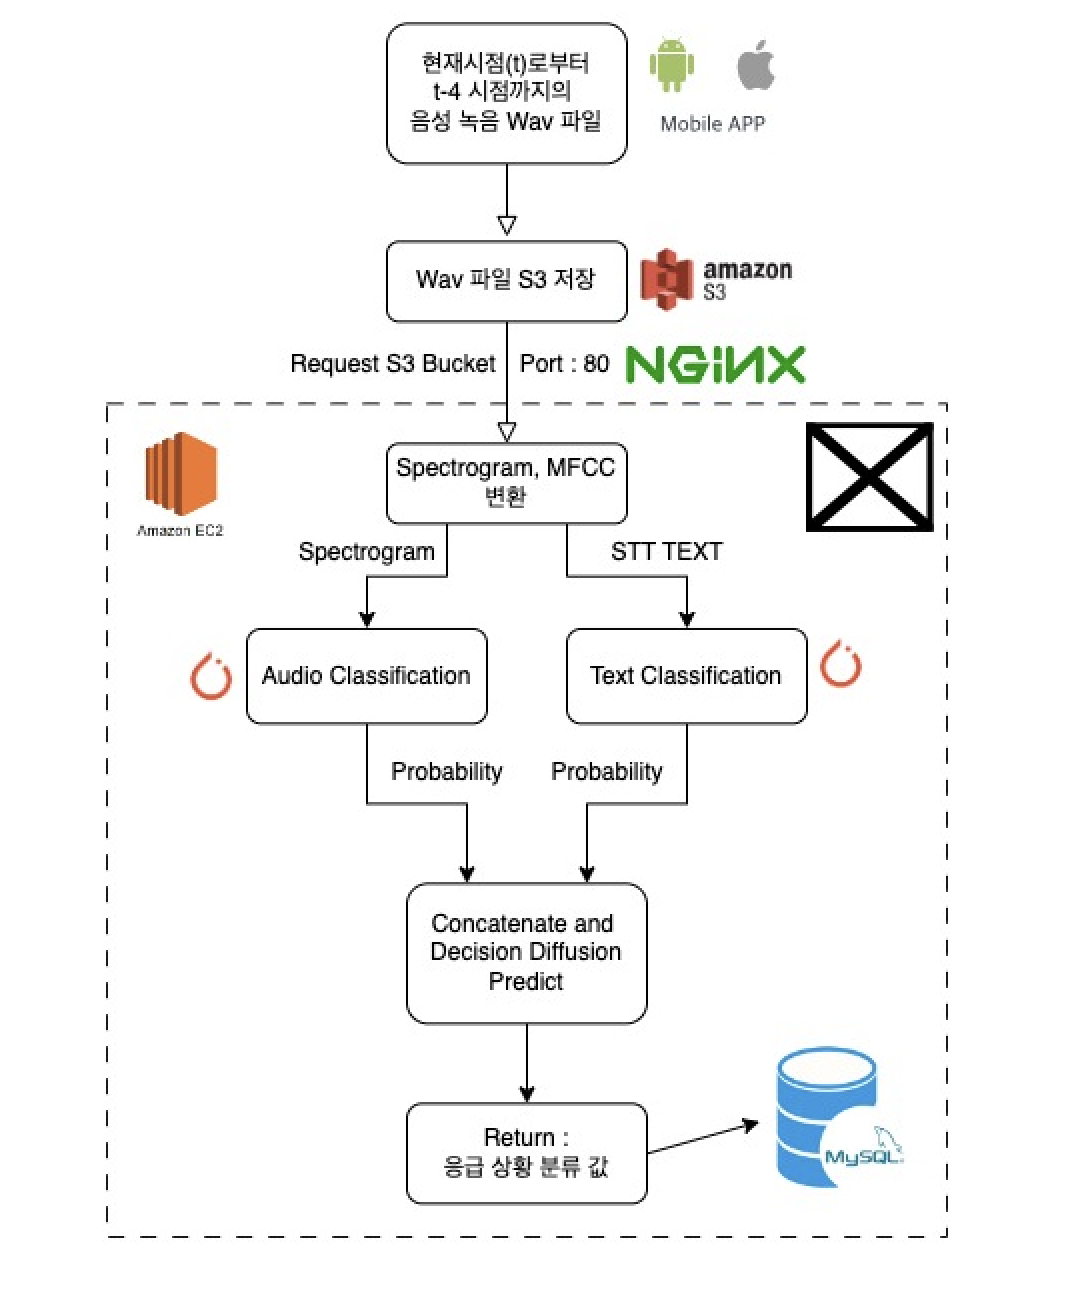 현재시점(t)로부터
t-4 시점까지의
음성 녹음 Wav 파일
Mobile APP
Wav 파일 S3 저장
amazon
S3
Request S3 Bucket
Port : 80
NGINX
Amazon EC2
Spectrogram, MFCC
변환
Spectrogram
STT TEXT
Audio Classification
Text Classification
Probability
Probability
Concatenate and
Decision Diffusion
Predict
Return :
응급 상황 분류 값
MySQL